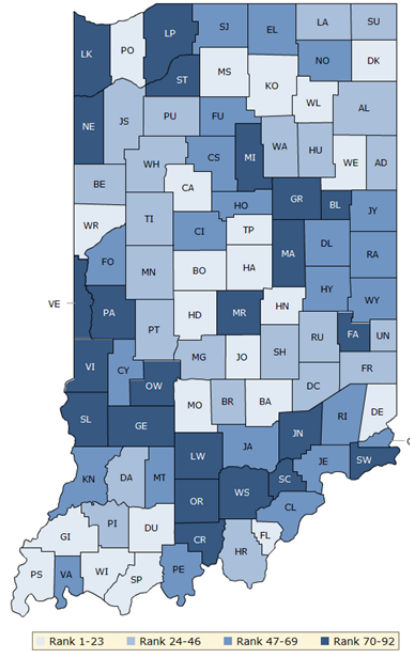 LK PO LP SJ EL LA SU
ST MS NO DK
KO
NE JS PU FU WL AL
WH CS MI WA HU WE AD
BE CA
HO GR BL JY
WR TI CI TP
FO MN BO HA MA DL RA
VE PA HD MR HN HY WY
PT FA UN
VI CY MG JO SH RU FR
OW DC
SL GE MO BR BA DE
JN RI
LW JA O
KN DA MT SC JE SW
OR WS
PI DU CL
GI CR HR FL
PS VA WI SP PE
Rank 1-23 Rank 24-46 Rank 47-69 Rank 70-92